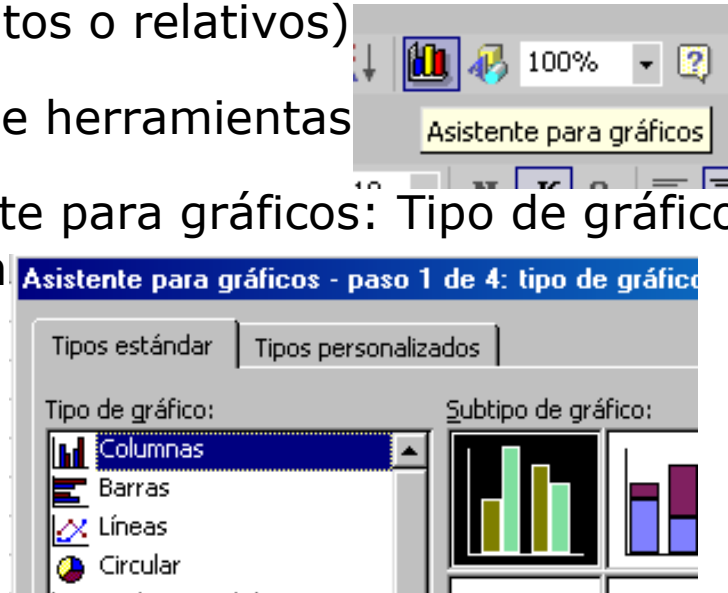 tos o relativos)
100%
e herramientas
Asistente para gráficos
te para gráficos: Tipo de gráfico
Asistente para gráficos - paso 1 de 4: tipo de gráfico
Tipos estándar
Tipos personalizados
Tipo de gráfico:
Subtipo de gráfico:
Columnas
Barras
Líneas
Circular